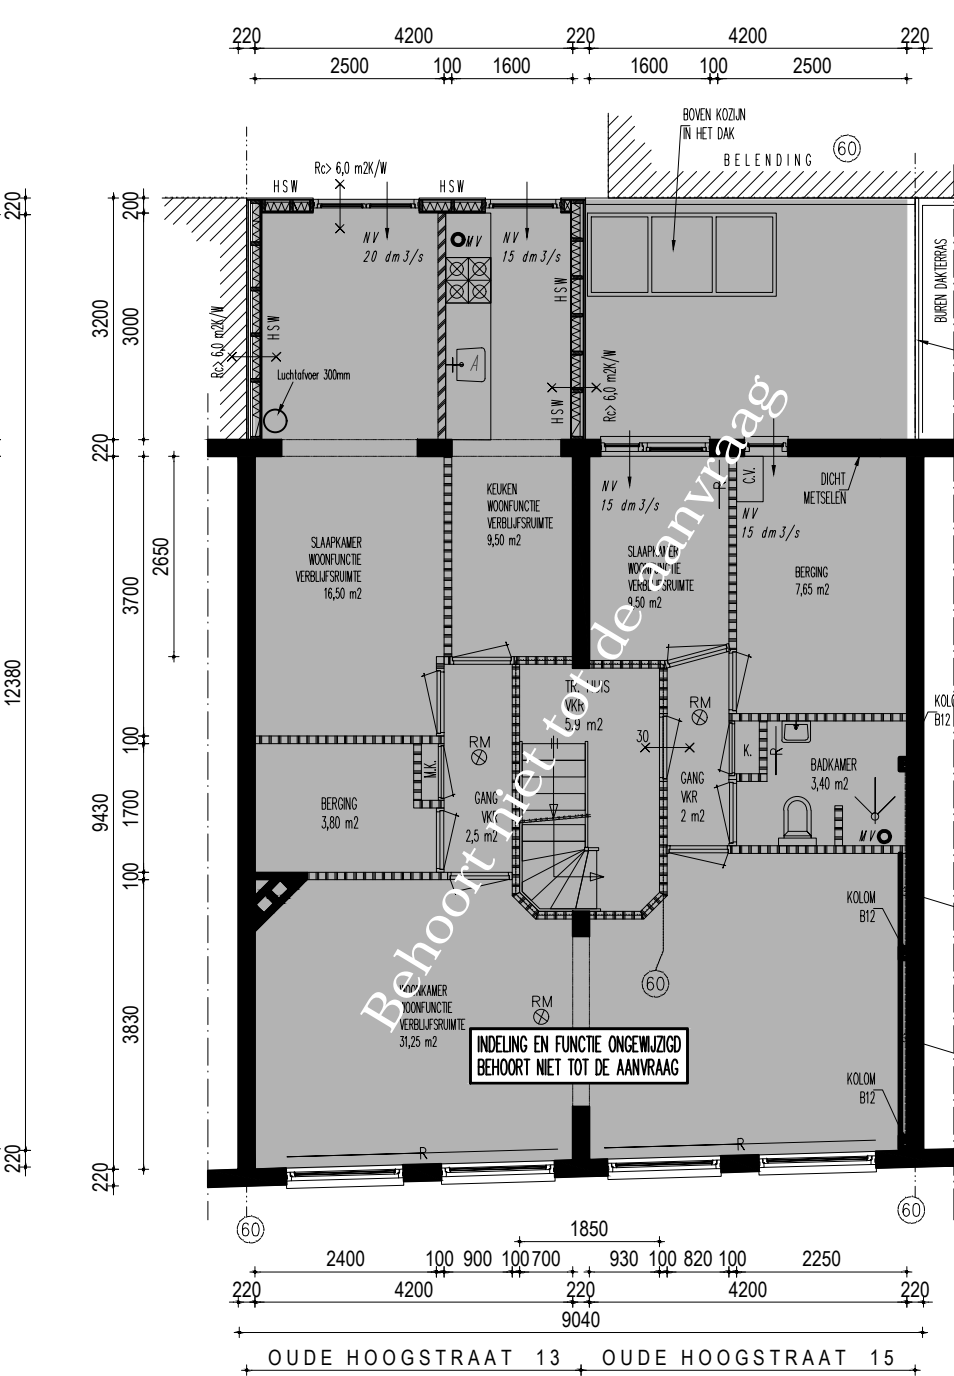 220 4200 220 4200 220
2500 100 1600 1600 100 2500
BOVEN KOZIJN
IN HET DAK
BELENDING 60
Rc> 6,0 m2K/W
HSW HSW
220
200
NV
20 dm3/s
MV
NV
15 dm3/s
BUREN DAKTERRAS
3200
3000
HSW
HSW
Rc> 6,0 m2K/W
Luchtafvoer 300mm
A
HSW
Rc> 6,0 m2K/W
220
NV
15 dm3/s
R
C.V.
NV
15 dm3/s
DICHT
METSELEN
KEUKEN
WOONFUNCTIE
VERBLIJFSRUIMTE
9,50 m2
SLAAPKAMER
WOONFUNCTIE
VERBLIJFSRUIMTE
16,50 m2
SLAAPKAMER
WOONFUNCTIE
VERBLIJFSRUIMTE
9,50 m2
BERGING
7,65 m2
2650
3700
12380
TR. HUIS
VKR
5.9 m2
RM
RM
30
KOLOM
B12
100
M.K.
K.
R
BADKAMER
3,40 m2
GANG
VKR
2 m2
GANG
VKR
2,5 m2
BERGING
3,80 m2
9430
1700
MV
100
KOLOM
B12
60
WOONKAMER
WOONFUNCTIE
VERBLIJFSRUIMTE
31,25 m2
RM
3830
INDELING EN FUNCTIE ONGEWIJZIGD
BEHOORT NIET TOT DE AANVRAAG
KOLOM
B12
Behoort niet tot de aanvraag
R
R
220
220
60
60
1850
2400 100 900 100 700 930 100 820 100 2250
220 4200 220 4200 220
9040
OUDE HOOGSTRAAT 13 OUDE HOOGSTRAAT 15